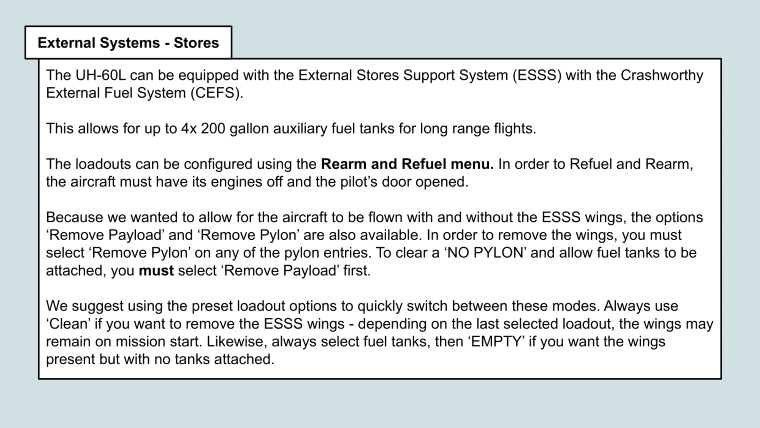 External Systems - Stores
The UH-60L can be equipped with the External Stores Support System (ESSS) with the Crashworthy
External Fuel System (CEFS).
This allows for up to 4x 200 gallon auxiliary fuel tanks for long range flights.
The loadouts can be configured using the Rearm and Refuel menu. In order to Refuel and Rearm,
the aircraft must have its engines off and the pilot’s door opened.
Because we wanted to allow for the aircraft to be flown with and without the ESSS wings, the options
‘Remove Payload’ and ‘Remove Pylon’ are also available. In order to remove the wings, you must
select ‘Remove Pylon’ on any of the pylon entries. To clear a ‘NO PYLON’ and allow fuel tanks to be
attached, you must select ‘Remove Payload’ first.
We suggest using the preset loadout options to quickly switch between these modes. Always use
‘Clean’ if you want to remove the ESSS wings - depending on the last selected loadout, the wings may
remain on mission start. Likewise, always select fuel tanks, then ‘EMPTY’ if you want the wings
present but with no tanks attached.